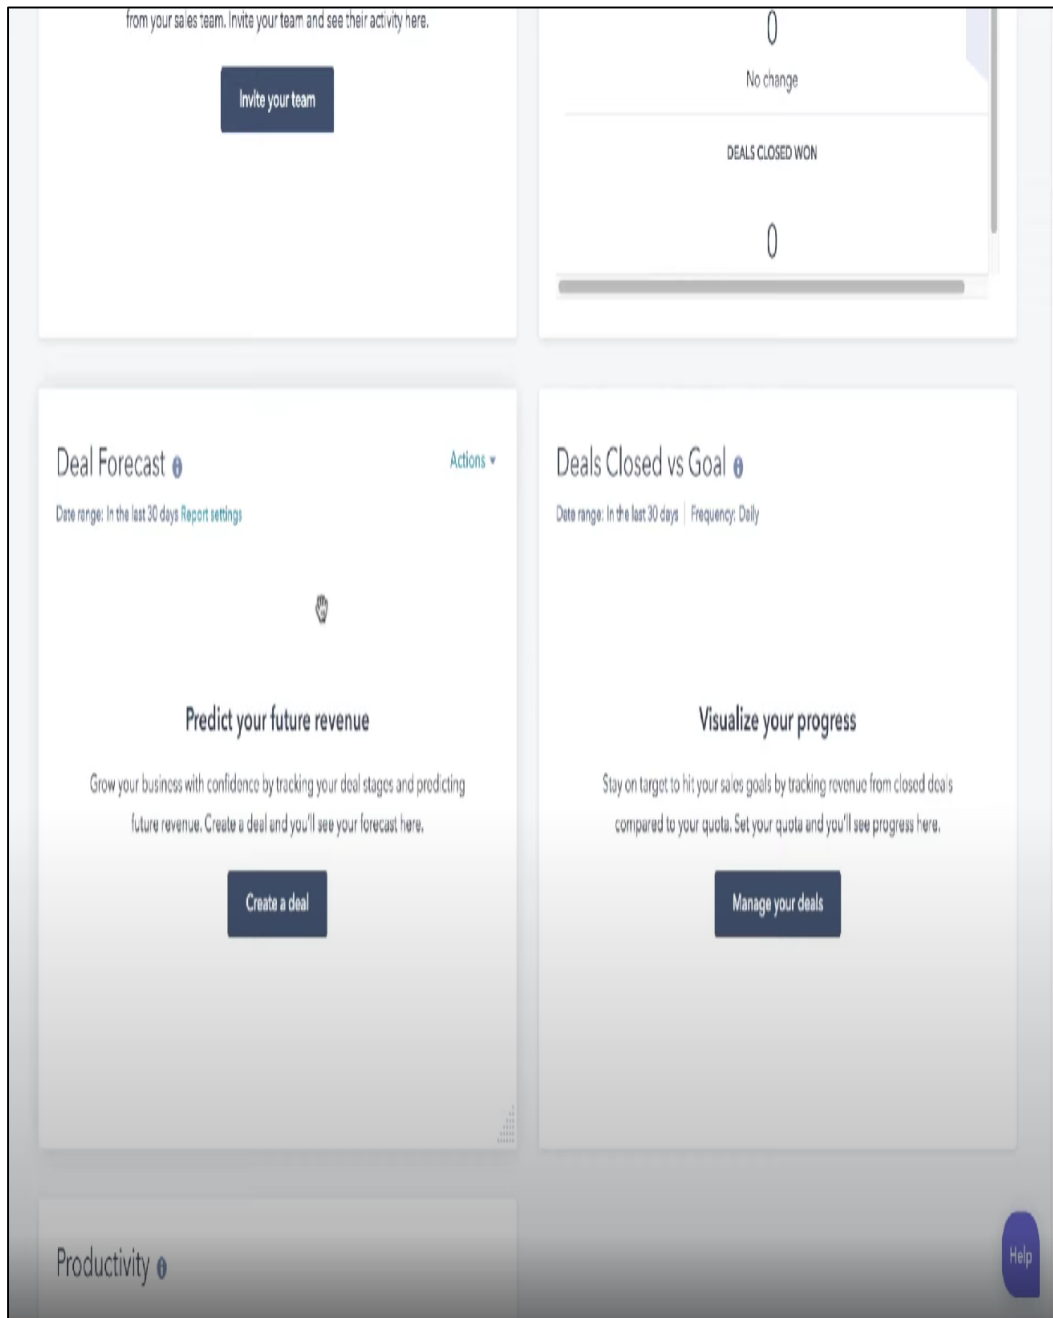 from your sales team. Invite your team and see their activity here.
Invite your team
0
No change
DEALS CLOSED WON
0
Deal Forecast
Actions
Date range: In the last 30 days Report settings
Predict your future revenue
Grow your business with confidence by tracking your deal stages and predicting
future revenue. Create a deal and you'll see your forecast here.
Create a deal
Deals Closed vs Goal
Date range: In the last 30 days | Frequency: Daily
Visualize your progress
Stay on target to hit your sales goals by tracking revenue from closed deals
compared to your quota. Set your quota and you'll see progress here.
Manage your deals
Productivity
Help